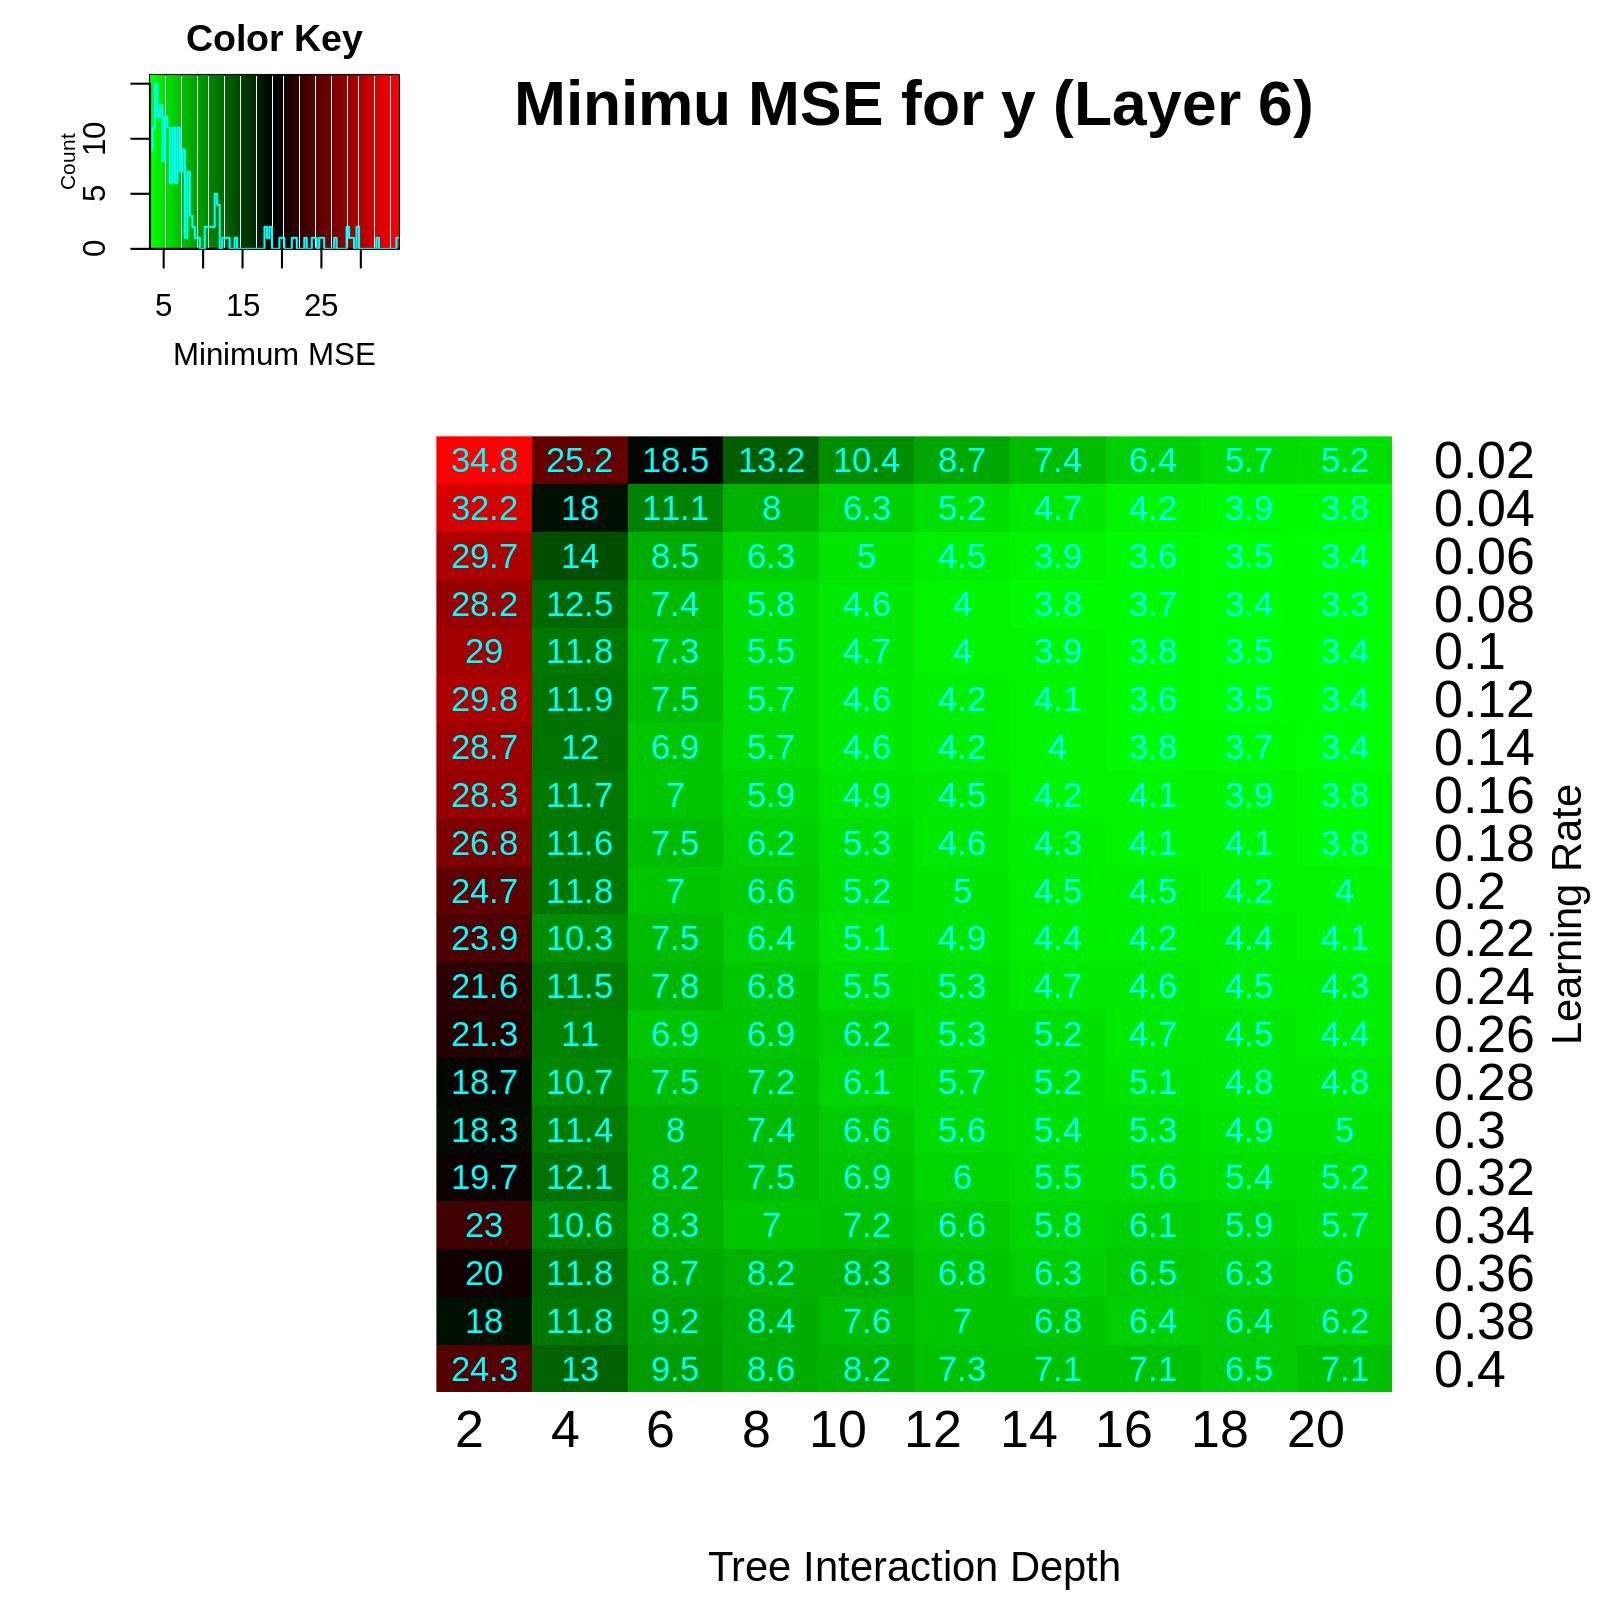 Color Key
Minimu MSE for y (Layer 6)
Count
0 5 10
5 15 25
Minimum MSE
34.8 25.2 18.5 13.2 10.4 8.7 7.4 6.4 5.7 5.2 0.02
32.2 18 11.1 8 6.3 5.2 4.7 4.2 3.9 3.8 0.04
29.7 14 8.5 6.3 5 4.5 3.9 3.6 3.5 3.4 0.06
28.2 12.5 7.4 5.8 4.6 4 3.8 3.7 3.4 3.3 0.08
29 11.8 7.3 5.5 4.7 4 3.9 3.8 3.5 3.4 0.1
29.8 11.9 7.5 5.7 4.6 4.2 4.1 3.6 3.5 3.4 0.12
28.7 12 6.9 5.7 4.6 4.2 4 3.8 3.7 3.4 0.14
28.3 11.7 7 5.9 4.9 4.5 4.2 4.1 3.9 3.8 0.16
26.8 11.6 7.5 6.2 5.3 4.6 4.3 4.1 4.1 3.8 0.18
24.7 11.8 7 6.6 5.2 5 4.5 4.5 4.2 4 0.2
23.9 10.3 7.5 6.4 5.1 4.9 4.4 4.2 4.4 4.1 0.22
21.6 11.5 7.8 6.8 5.5 5.3 4.7 4.6 4.5 4.3 0.24
21.3 11 6.9 6.9 6.2 5.3 5.2 4.7 4.5 4.4 0.26
18.7 10.7 7.5 7.2 6.1 5.7 5.2 5.1 4.8 4.8 0.28
18.3 11.4 8 7.4 6.6 5.6 5.4 5.3 4.9 5 0.3
19.7 12.1 8.2 7.5 6.9 6 5.5 5.6 5.4 5.2 0.32
23 10.6 8.3 7 7.2 6.6 5.8 6.1 5.9 5.7 0.34
20 11.8 8.7 8.2 8.3 6.8 6.3 6.5 6.3 6 0.36
18 11.8 9.2 8.4 7.6 7 6.8 6.4 6.4 6.2 0.38
24.3 13 9.5 8.6 8.2 7.3 7.1 7.1 6.5 7.1 0.4
Learning Rate
2 4 6 8 10 12 14 16 18 20
Tree Interaction Depth